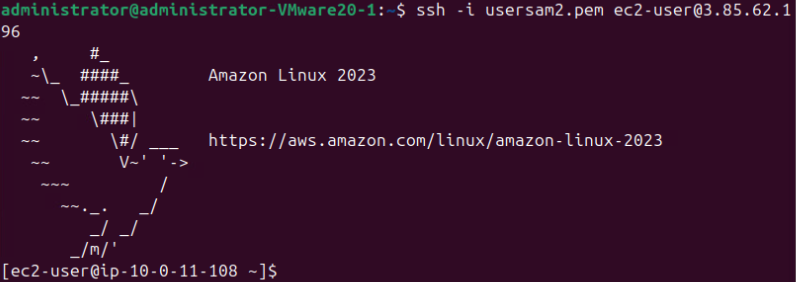 administrator@administrator-VMware20-1:~$ ssh -i usersam2.pem ec2-user@3.85.62.1
96
   ,     #_
   ~\_  ####_        Amazon Linux 2023
  ~~  \_#####\
  ~~     \###|
  ~~       \#/ ___   https://aws.amazon.com/linux/amazon-linux-2023
   ~~       V~' '->
    ~~~         /
      ~~._.   _/
         _/ _/
       _/m/'
[ec2-user@ip-10-0-11-108 ~]$